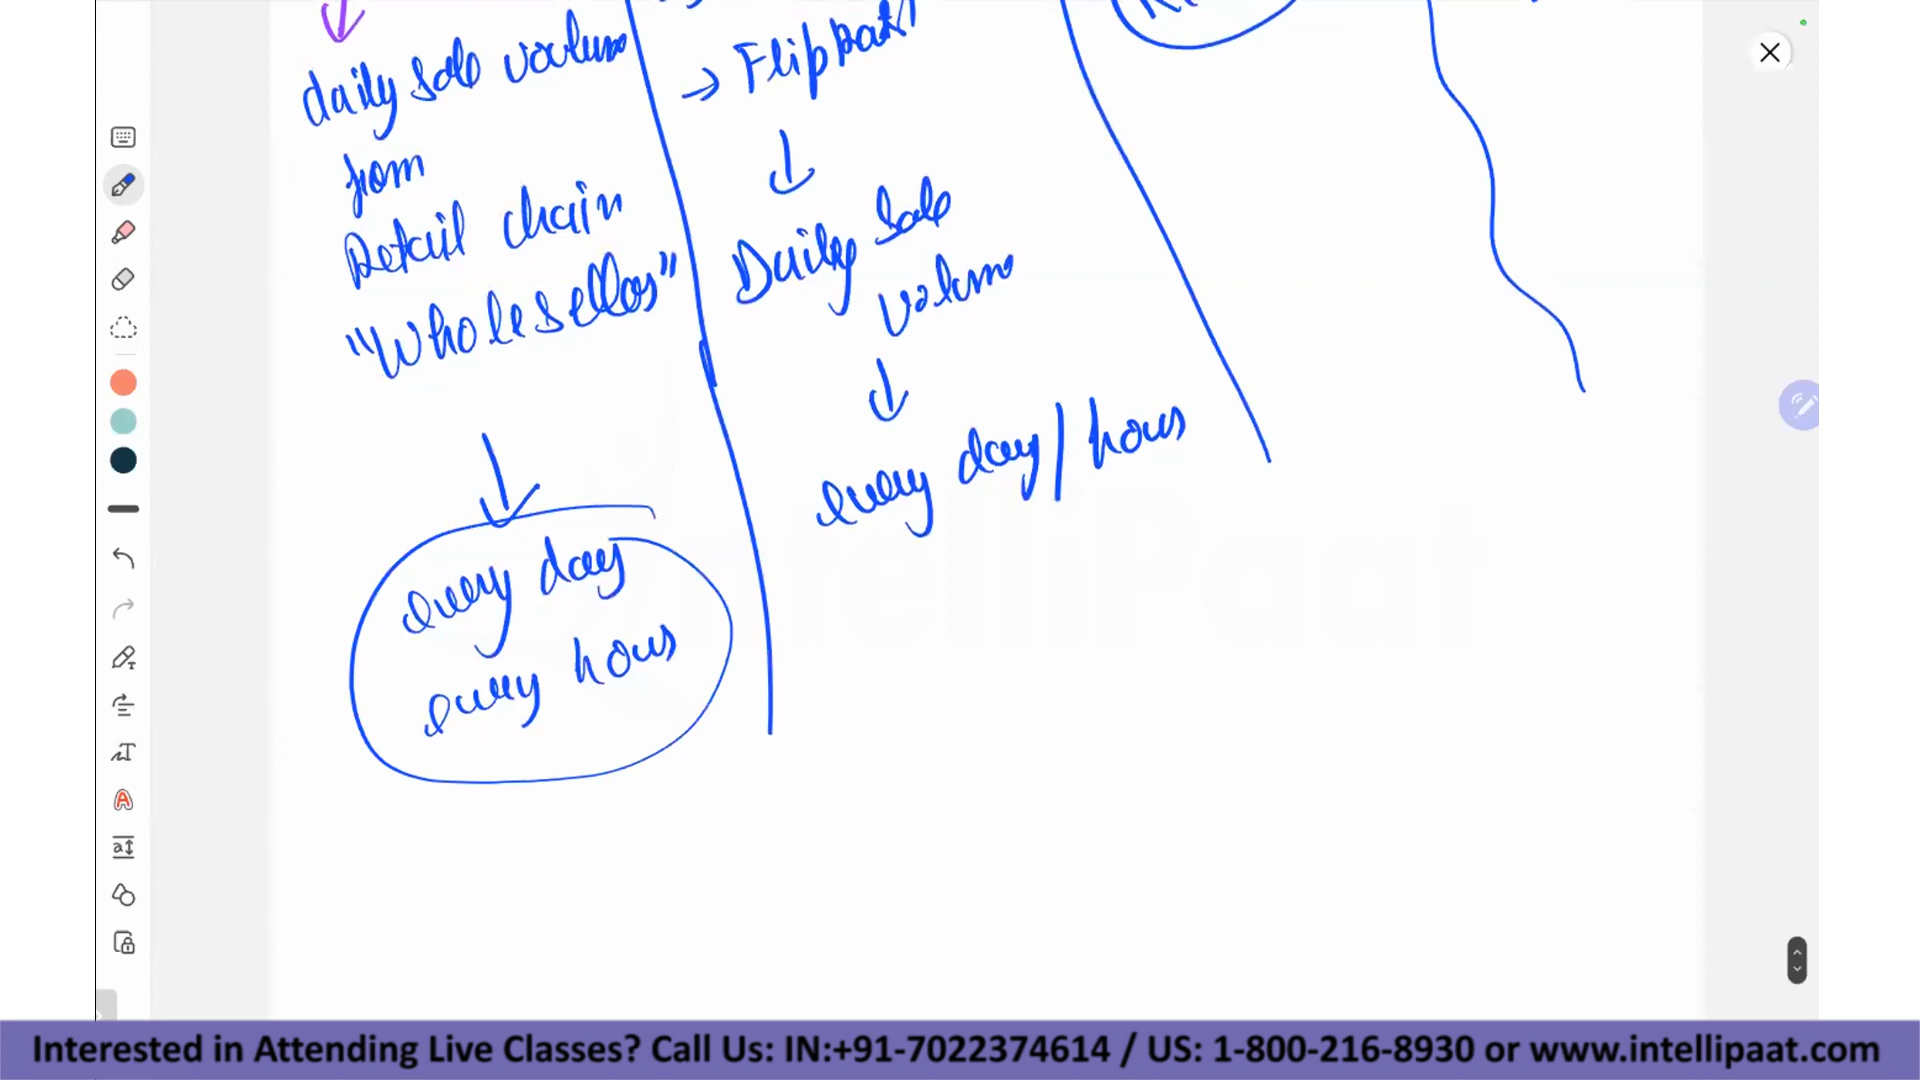 daily sale volume
from
Retail chain
"Wholesellers"
every day
every hour
→ Flipkart
Daily sale
volume
every day / hour
Interested in Attending Live Classes? Call Us: IN:+91-7022374614 / US: 1-800-216-8930 or www.intellipaat.com